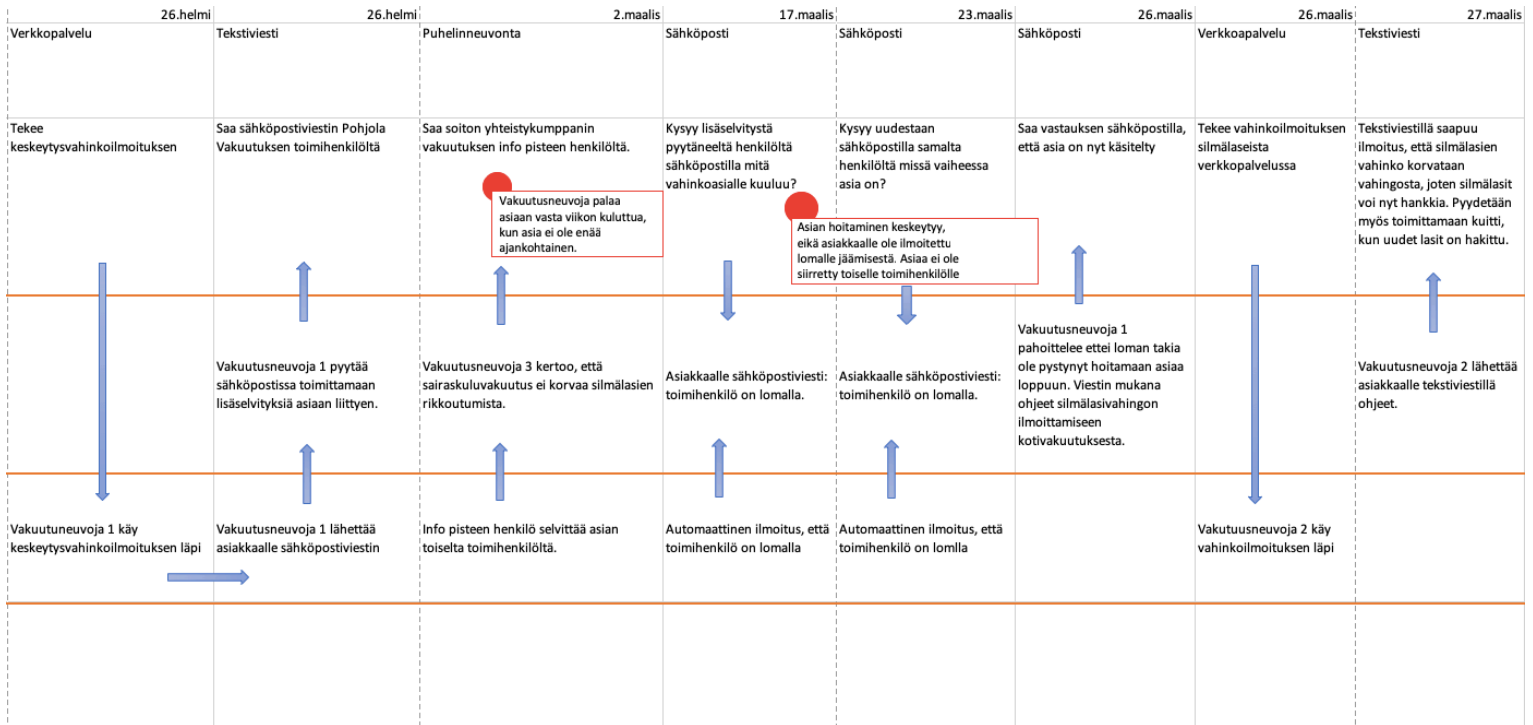 26.helmi
26.helmi
2.maalis
17.maalis
23.maalis
26.maalis
26.maalis
27.maalis
Verkkopalvelu
Tekstiviesti
Puhelinneuvonta
Sähköposti
Sähköposti
Sähköposti
Verkkoapalvelu
Tekstiviesti
Tekee
keskeytysvahinkoilmoituksen
Saa sähköpostiviestin Pohjola
Vakuutuksen toimihenkilöltä
Saa soiton yhteistykumppanin
vakuutuksen info pisteen henkilöltä.
Vakuutusneuvoja palaa
asiaan vasta viikon kuluttua,
kun asia ei ole enää
ajankohtainen.
Kysyy lisäselvitystä
pyytäneeltä henkilöltä
sähköpostilla mitä
vahinkoasialle kuuluu?
Kysyy uudestaan
sähköpostilla samalta
henkilöltä missä vaiheessa
asia on?
Asian hoitaminen keskeytyy,
eikä asiakkaalle ole ilmoitettu
lomalle jäämisestä. Asiaa ei ole
siirretty toiselle toimihenkilölle
Saa vastauksen sähköpostilla,
että asia on nyt käsitelty
Tekee vahinkoilmoituksen
silmälaseista
verkkopalvelussa
Tekstiviestillä saapuu
ilmoitus, että silmälasien
vahinko korvataan
vahingosta, joten silmälasit
voi nyt hankkia. Pyydetään
myös toimittamaan kuitti,
kun uudet lasit on hakittu.
Vakuutusneuvoja 1 pyytää
sähköpostissa toimittamaan
lisäselvityksiä asiaan liittyen.
Vakuutusneuvoja 3 kertoo, että
sairaskuluvakuutus ei korvaa silmälasien
rikkoutumista.
Asiakkaalle sähköpostiviesti:
toimihenkilö on lomalla.
Asiakkaalle sähköpostiviesti:
toimihenkilö on lomalla.
Vakuutusneuvoja 1
pahoittelee ettei loman takia
ole pystynyt hoitamaan asiaa
loppuun. Viestin mukana
ohjeet silmälasivahingon
ilmoittamiseen
kotivakuutuksesta.
Vakuutusneuvoja 2 lähettää
asiakkaalle tekstiviestillä
ohjeet.
Vakuutuneuvoja 1 käy
keskeytysvahinkoilmoituksen läpi
Vakuutusneuvoja 1 lähettää
asiakkaalle sähköpostiviestin
Info pisteen henkilö selvittää asian
toiselta toimihenkilöltä.
Automaattinen ilmoitus, että
toimihenkilö on lomalla
Automaattinen ilmoitus, että
toimihenkilö on lomlla
Vakutuusneuvoja 2 käy
vahinkoilmoituksen läpi